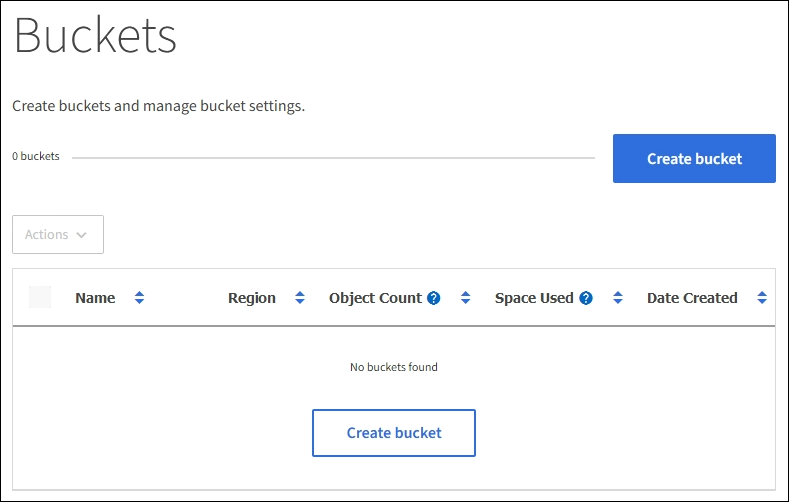 Buckets
Create buckets and manage bucket settings.
0 buckets
Create bucket
Actions
Name Region Object Count ? Space Used ? Date Created
No buckets found
Create bucket